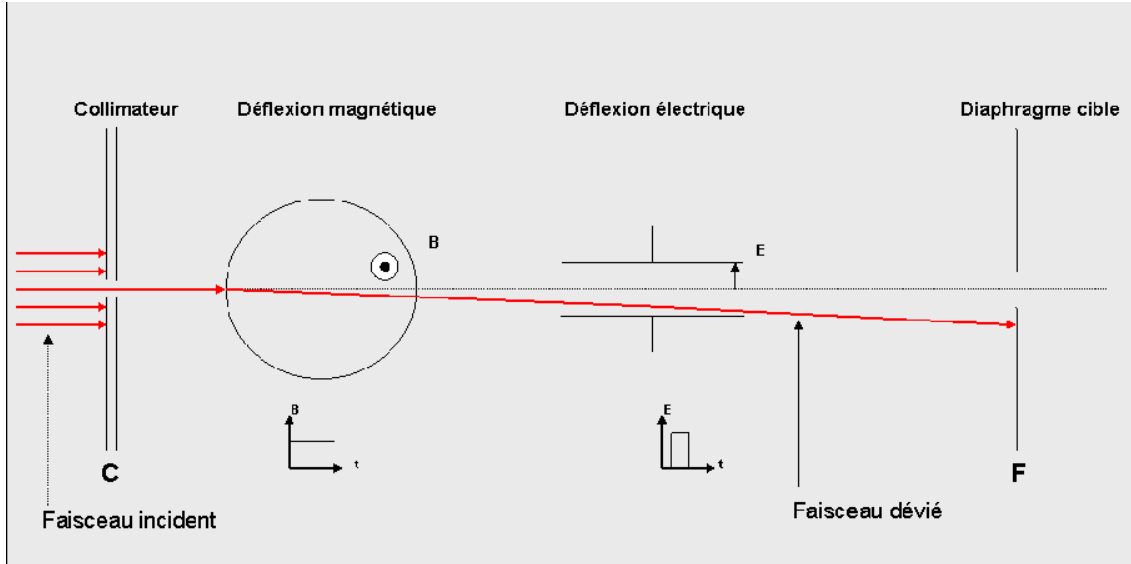 Collimateur
Déflexion magnétique
Déflexion électrique
Diaphragme cible
B
E
B
t
E
t
C
F
Faisceau incident
Faisceau dévié